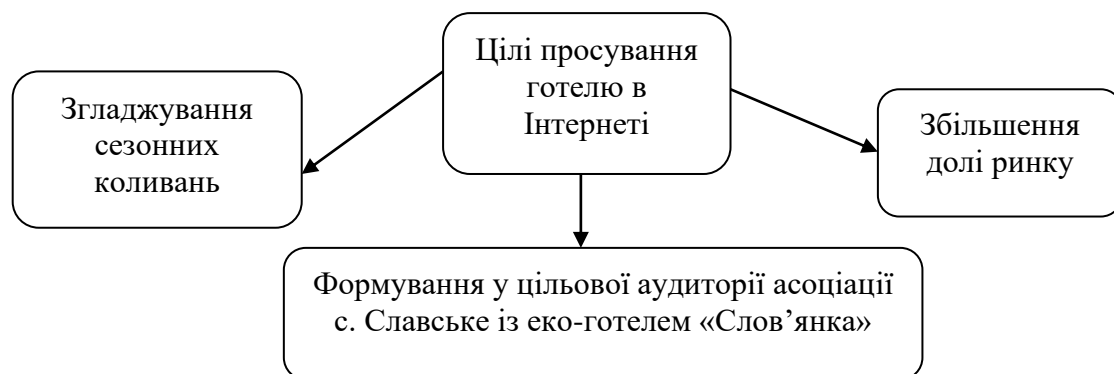 Цілі просування
готелю в
Інтернеті
Згладжування
сезонних
коливань
Збільшення
долі ринку
Формування у цільової аудиторії асоціації
с. Славське із еко-готелем «Слов’янка»